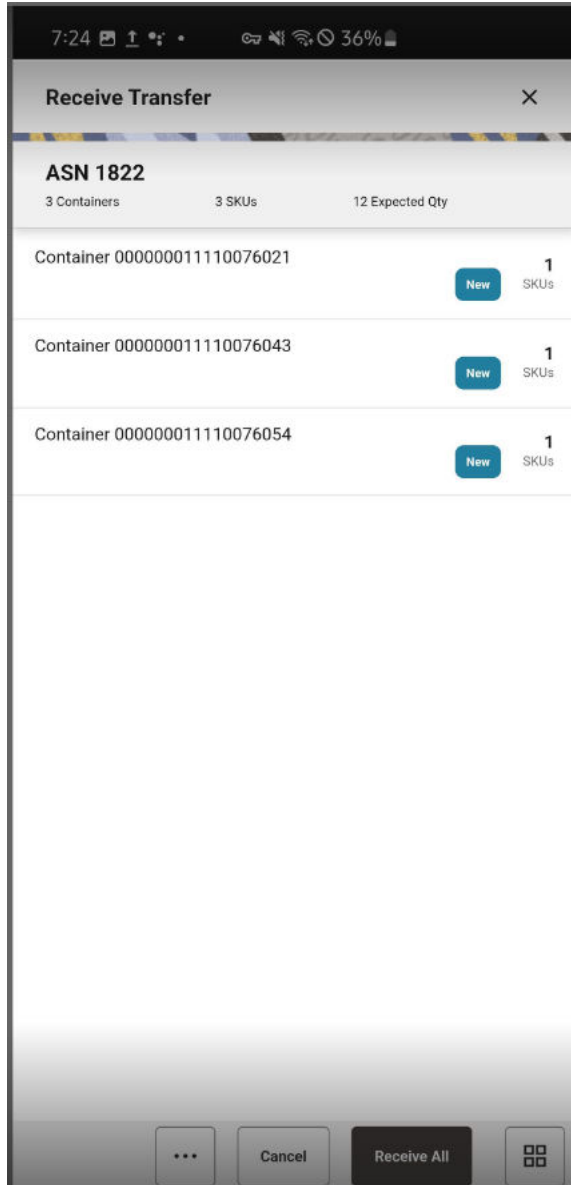 7:24 36%
Receive Transfer
ASN 1822
3 Containers 3 SKUs 12 Expected Qty
Container 000000011110076021
New
1
SKUs
Container 000000011110076043
New
1
SKUs
Container 000000011110076054
New
1
SKUs
Cancel Receive All